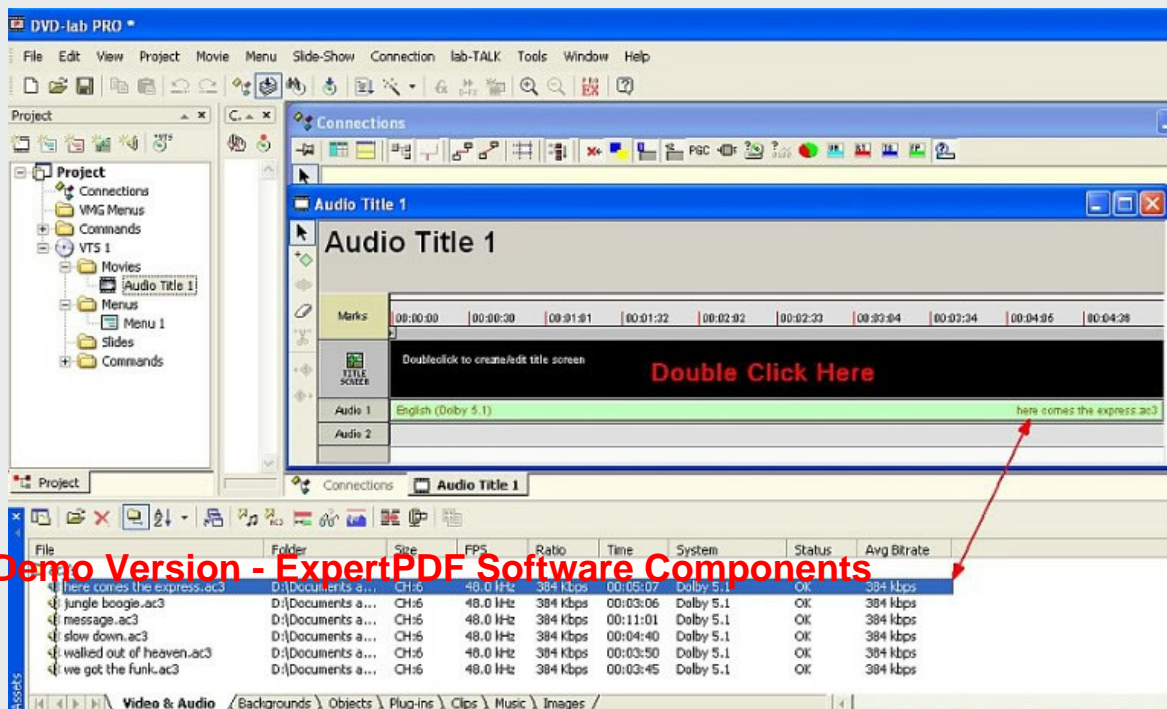 DVD-lab PRO *
File Edit View Project Movie Menu Slide-Show Connection lab-TALK Tools Window Help
Project
C...
Connections
VTS
PGC
Project
Connections
VMG Menus
Commands
VTS 1
Movies
Audio Title 1
Menus
Menu 1
Slides
Commands
Audio Title 1
Audio Title 1
Marks 00:00:00 00:00:30 00:01:01 00:01:32 00:02:02 00:02:33 00:03:04 00:03:34 00:04:05 00:04:36
TITLE SCREEN
Doubleclick to create/edit title screen
Double Click Here
Audio 1 English (Dolby 5.1) here comes the express.ac3
Audio 2
Project
Connections Audio Title 1
File Folder Size FPS Ratio Time System Status Avg Bitrate
Demo Version - ExpertPDF Software Components
here comes the express.ac3 D:\Documents a... CH:6 48.0 kHz 384 Kbps 00:05:07 Dolby 5.1 OK 384 kbps
jungle boogie.ac3 D:\Documents a... CH:6 48.0 kHz 384 Kbps 00:03:06 Dolby 5.1 OK 384 kbps
message.ac3 D:\Documents a... CH:6 48.0 kHz 384 Kbps 00:11:01 Dolby 5.1 OK 384 kbps
slow down.ac3 D:\Documents a... CH:6 48.0 kHz 384 Kbps 00:04:40 Dolby 5.1 OK 384 kbps
walked out of heaven.ac3 D:\Documents a... CH:6 48.0 kHz 384 Kbps 00:03:50 Dolby 5.1 OK 384 kbps
we got the funk.ac3 D:\Documents a... CH:6 48.0 kHz 384 Kbps 00:03:45 Dolby 5.1 OK 384 kbps
Assets
Video & Audio Backgrounds Objects Plug-ins Clips Music Images